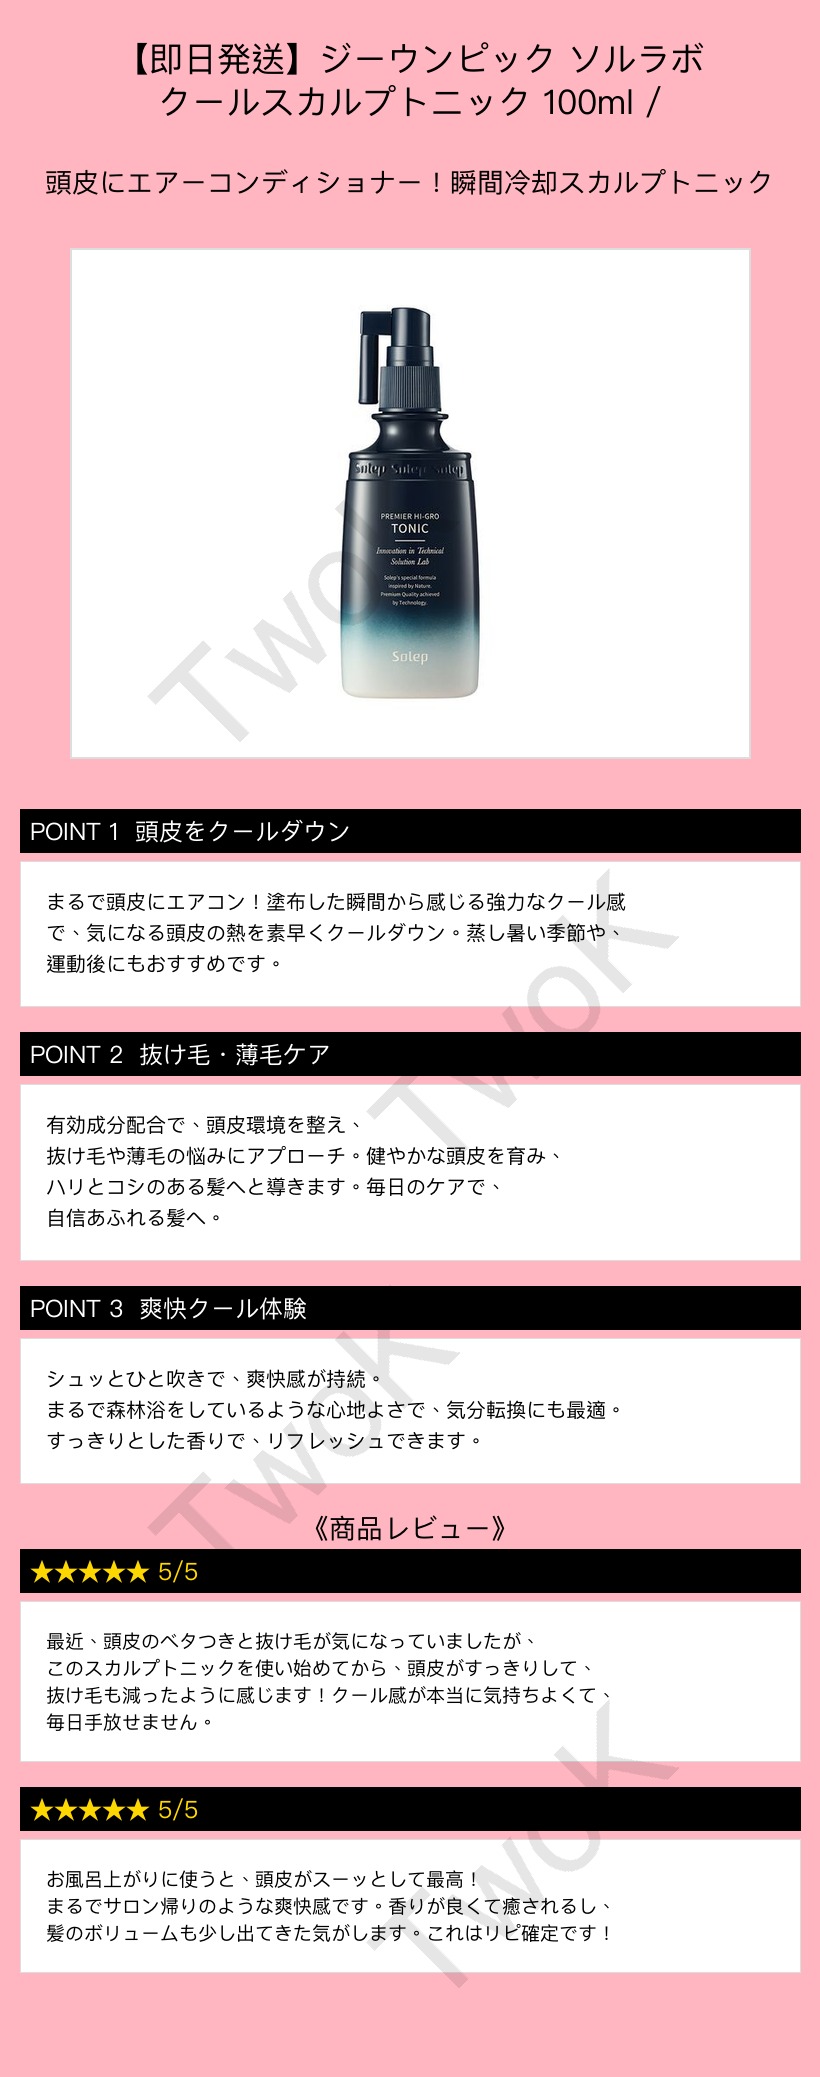 【即日発送】ジーウンピック ソルラボ
クールスカルプトニック 100ml /
頭皮にエアーコンディショナー！瞬間冷却スカルプトニック
Solep Solep Solep
PREMIER HI-GRO
TONIC
Innovation in Technical
Solution Lab
Solep's special formula
inspired by Nature.
Premium Quality achieved
by Technology.
Solep
TwoK
POINT 1 頭皮をクールダウン
まるで頭皮にエアコン！塗布した瞬間から感じる強力なクール感
で、気になる頭皮の熱を素早くクールダウン。蒸し暑い季節や、
運動後にもおすすめです。
TwoK
POINT 2 抜け毛・薄毛ケア
有効成分配合で、頭皮環境を整え、
抜け毛や薄毛の悩みにアプローチ。健やかな頭皮を育み、
ハリとコシのある髪へと導きます。毎日のケアで、
自信あふれる髪へ。
POINT 3 爽快クール体験
シュッとひと吹きで、爽快感が持続。
まるで森林浴をしているような心地よさで、気分転換にも最適。
すっきりとした香りで、リフレッシュできます。
TwoK
《商品レビュー》
★★★★★ 5/5
最近、頭皮のベタつきと抜け毛が気になっていましたが、
このスカルプトニックを使い始めてから、頭皮がすっきりして、
抜け毛も減ったように感じます！クール感が本当に気持ちよくて、
毎日手放せません。
★★★★★ 5/5
お風呂上がりに使うと、頭皮がスーッとして最高！
まるでサロン帰りのような爽快感です。香りが良くて癒されるし、
髪のボリュームも少し出てきた気がします。これはリピ確定です！
TwoK